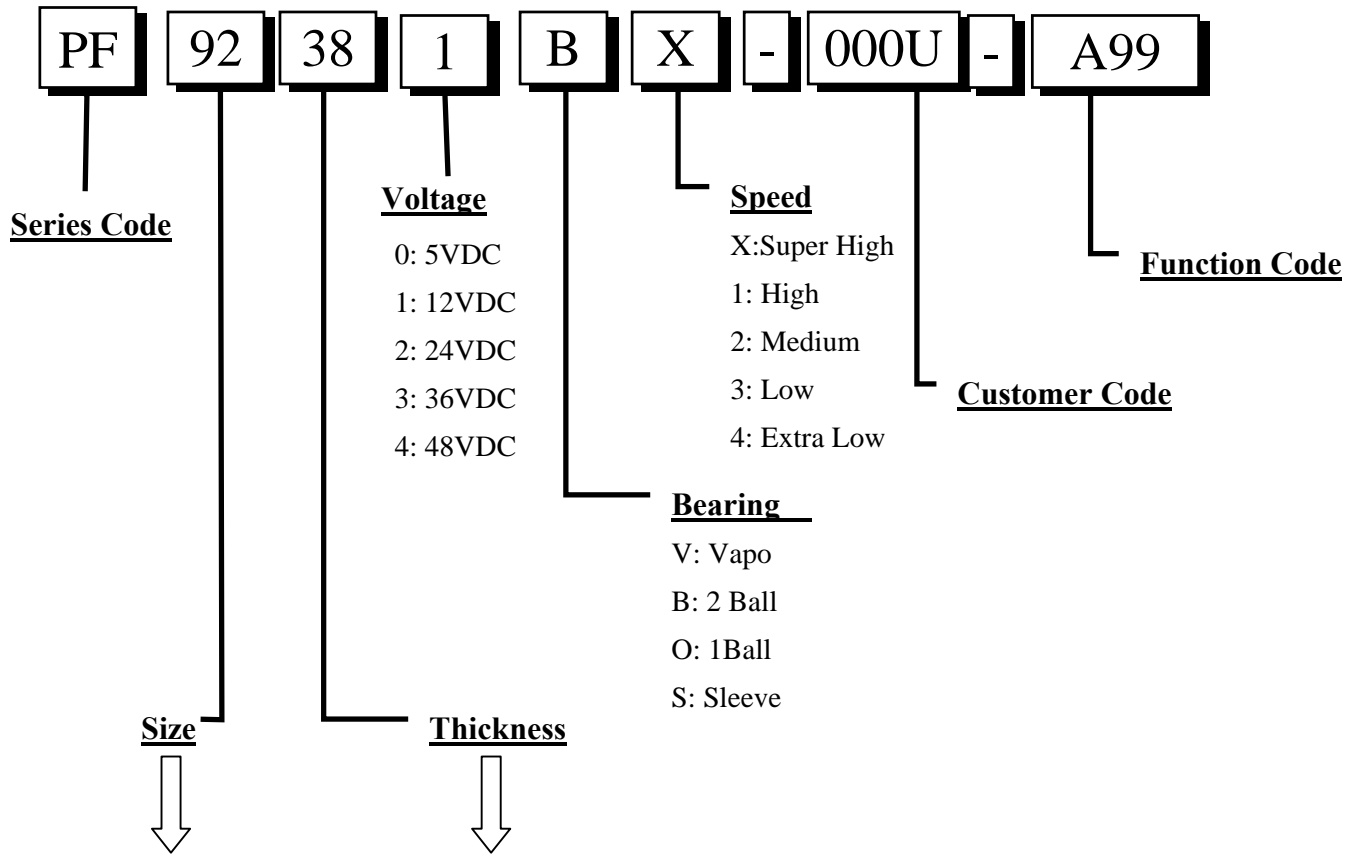 PF 92 38 1 B X - 000U - A99
Series Code
Voltage
0: 5VDC
1: 12VDC
2: 24VDC
3: 36VDC
4: 48VDC
Speed
X:Super High
1: High
2: Medium
3: Low
4: Extra Low
Function Code
Customer Code
Bearing
V: Vapo
B: 2 Ball
O: 1Ball
S: Sleeve
Size
Thickness